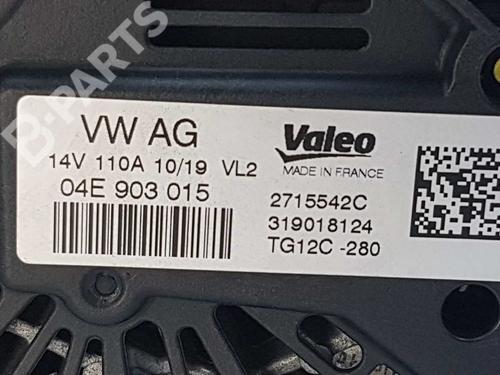 B-PARTS
VW AG
14V 110A 10/19 VL2
04E 903 015
Valeo
MADE IN FRANCE
2715542C
319018124
TG12C -280